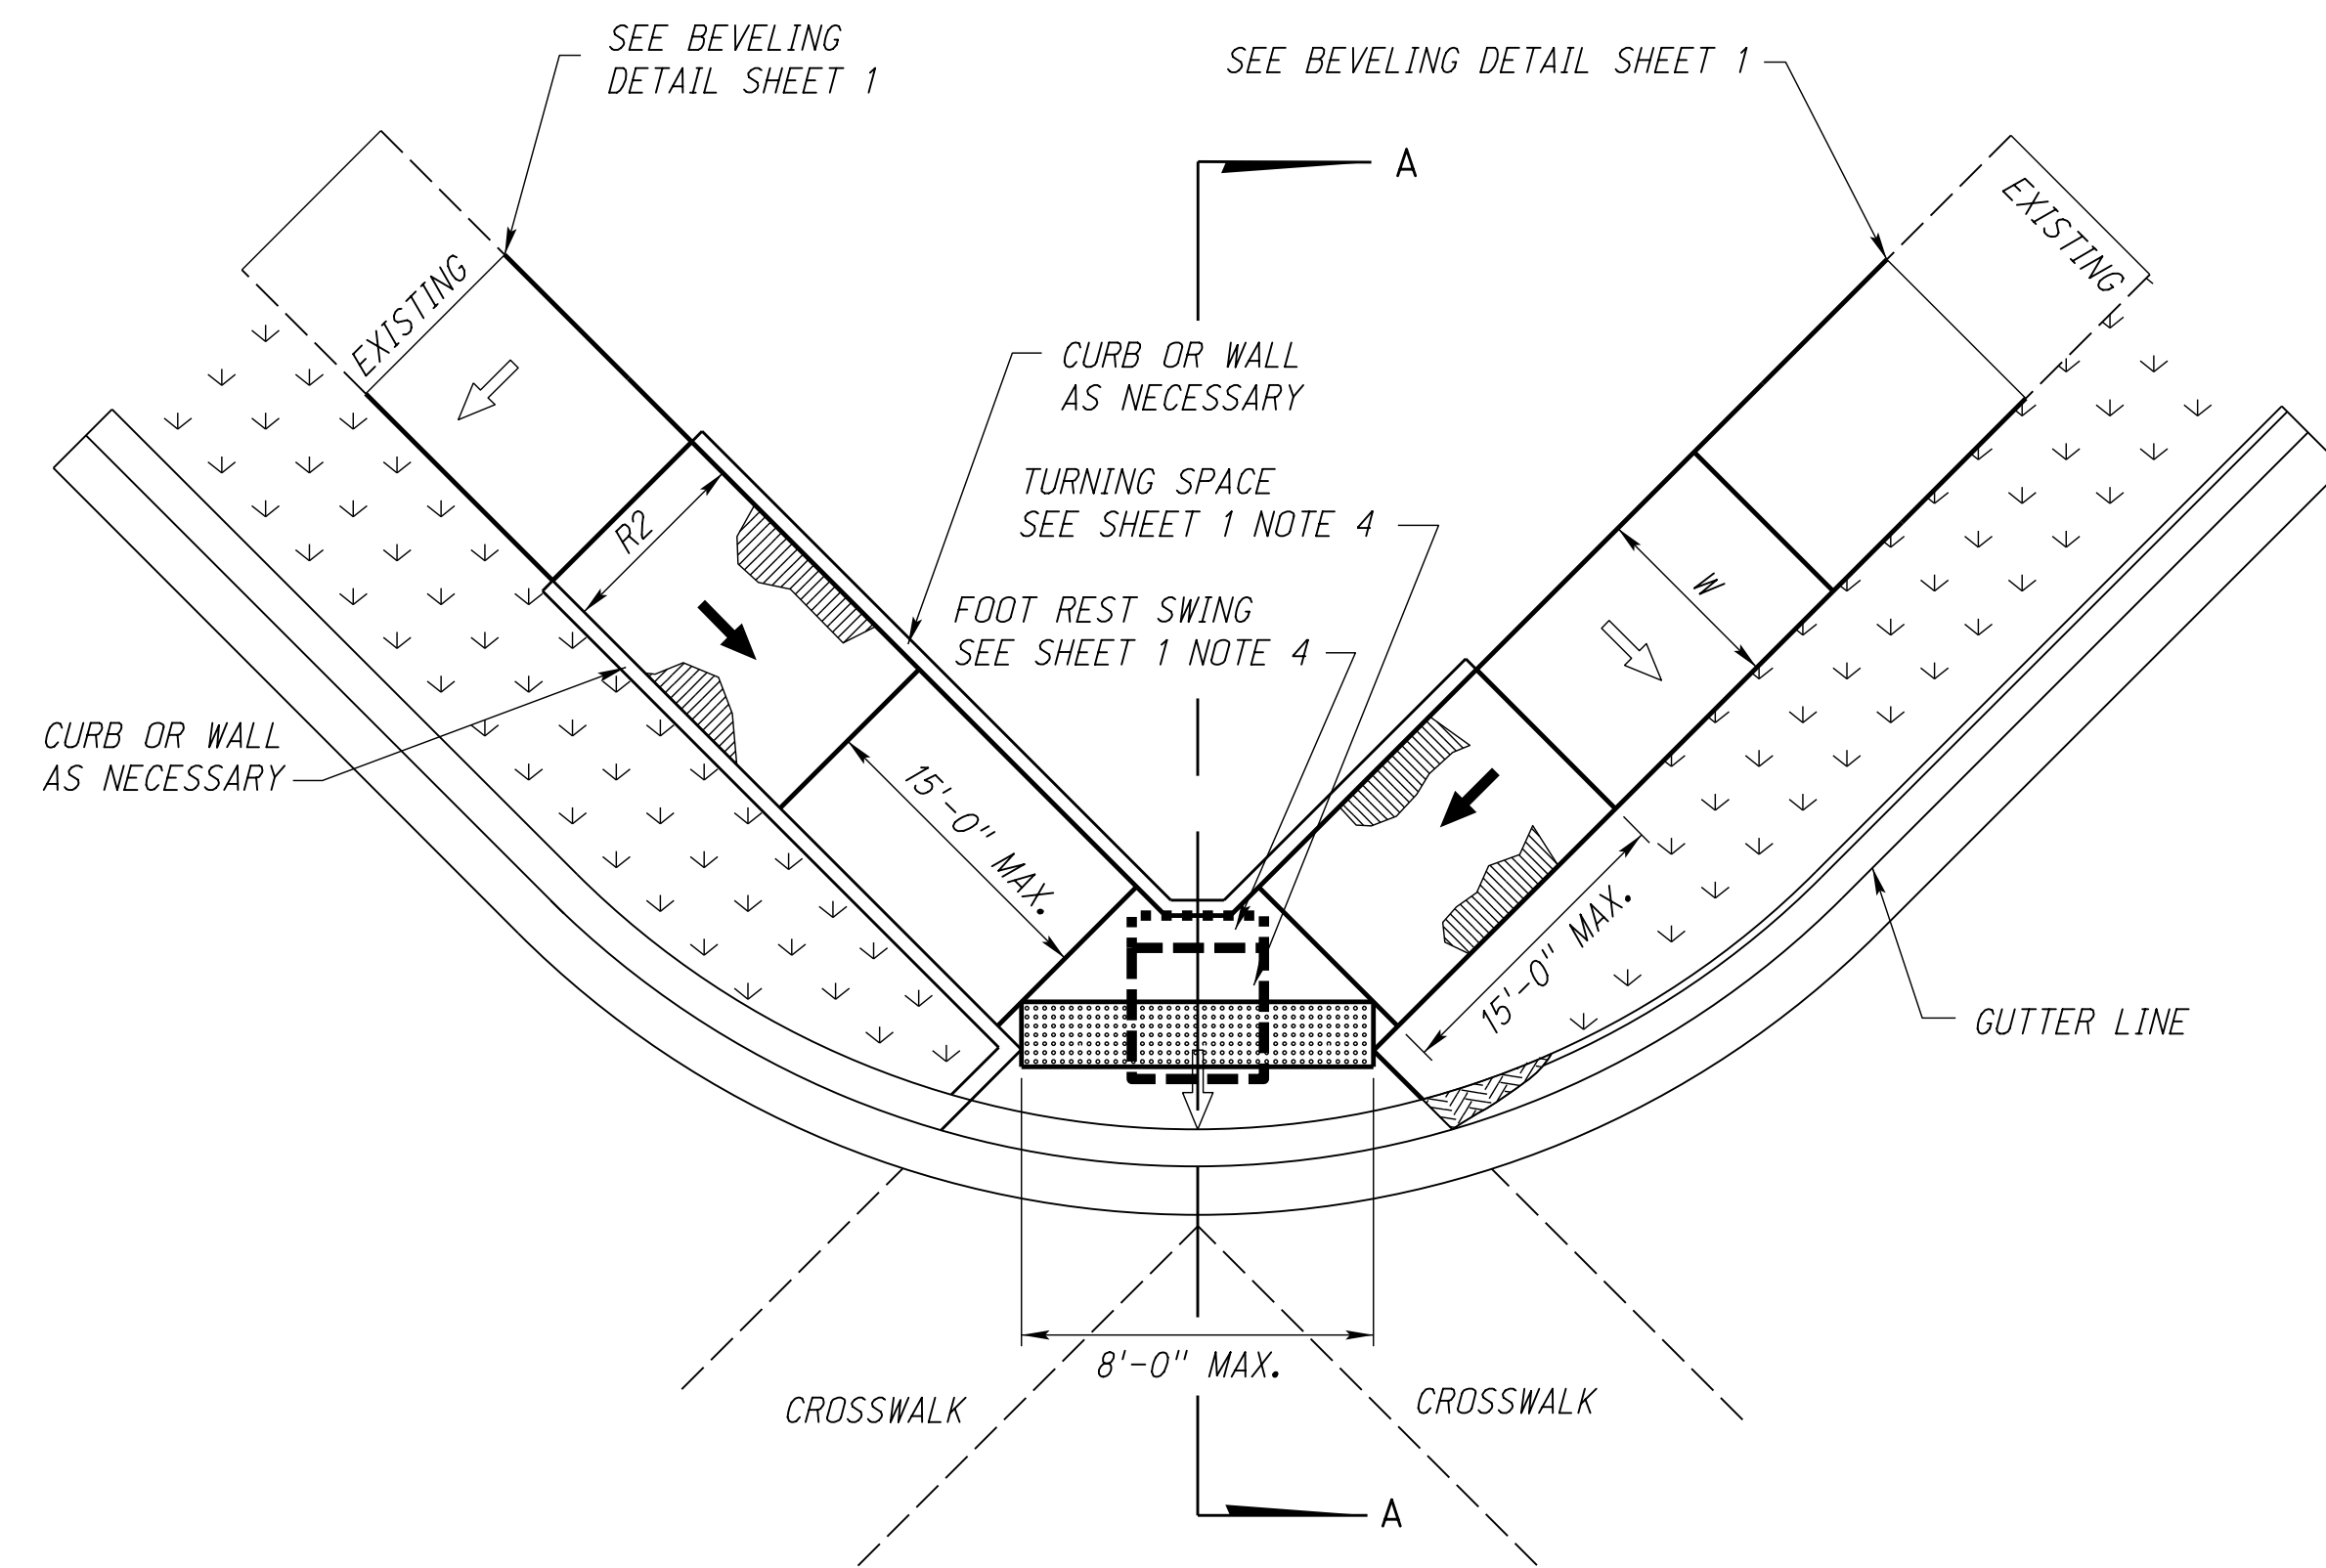 SEE BEVELING
DETAIL SHEET 1
SEE BEVELING DETAIL SHEET 1
A
EXISTING
EXISTING
CURB OR WALL
AS NECESSARY
TURNING SPACE
SEE SHEET 1 NOTE 4
R2
W
FOOT REST SWING
SEE SHEET 1 NOTE 4
CURB OR WALL
AS NECESSARY
15'-0" MAX.
15'-0" MAX.
GUTTER LINE
8'-0" MAX.
CROSSWALK
CROSSWALK
A